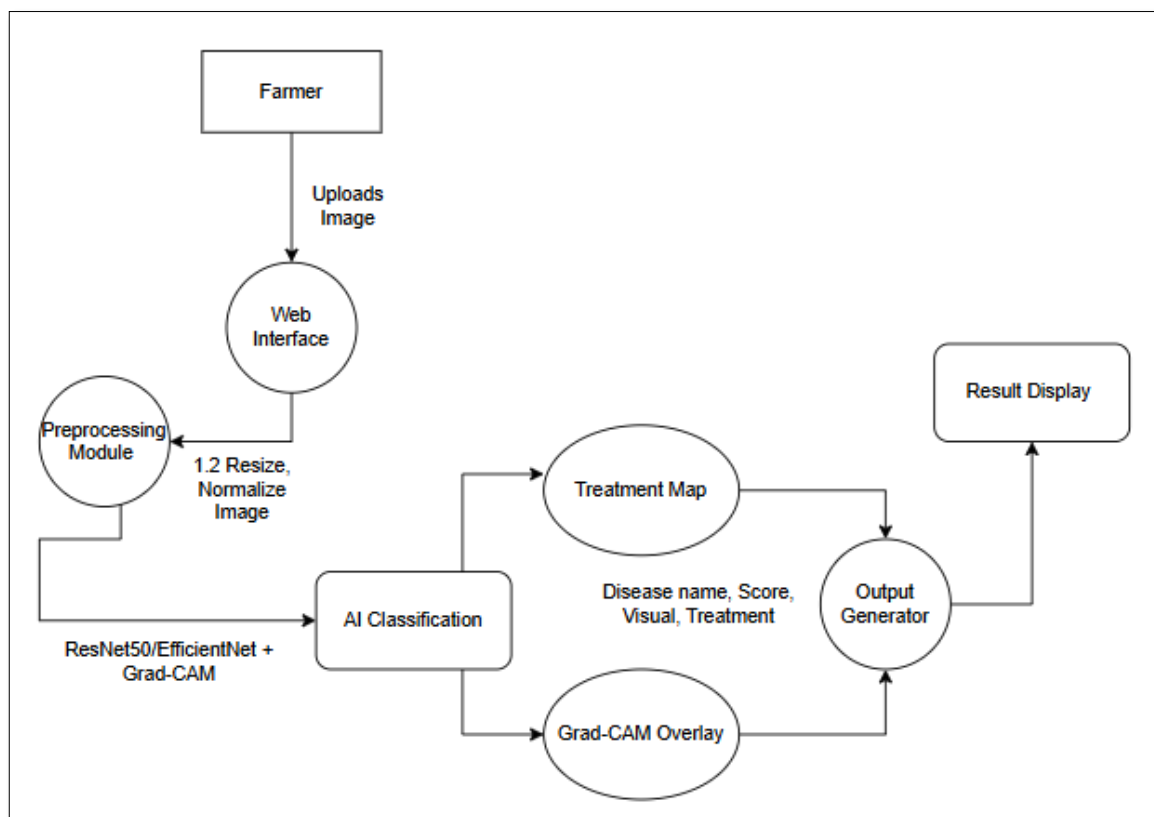 Farmer
Uploads
Image
Web
Interface
Preprocessing
Module
1.2 Resize,
Normalize
Image
Result Display
Treatment Map
Disease name, Score,
Visual, Treatment
Output
Generator
AI Classification
ResNet50/EfficientNet +
Grad-CAM
Grad-CAM Overlay